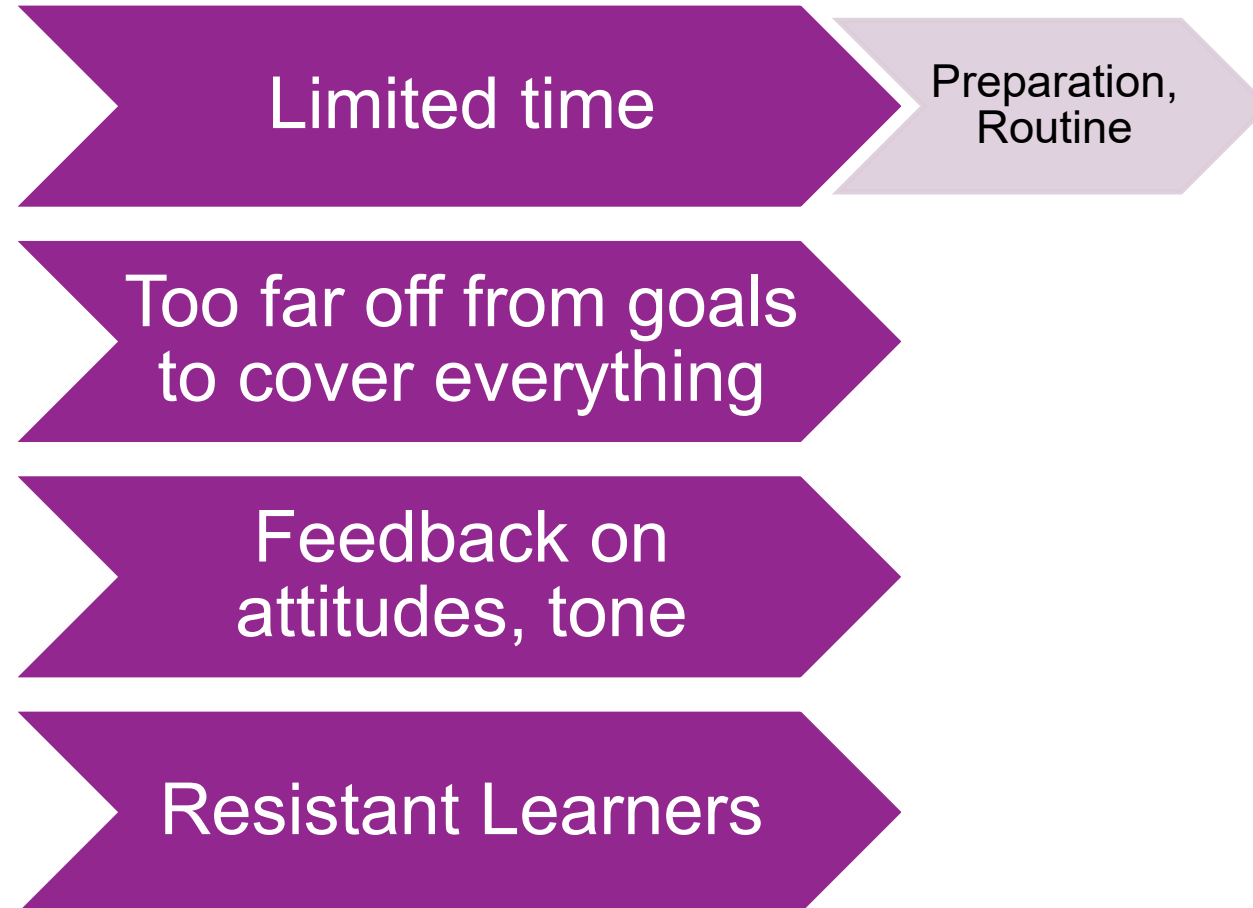 Limited time
Preparation,
Routine
Too far off from goals
to cover everything
Feedback on
attitudes, tone
Resistant Learners